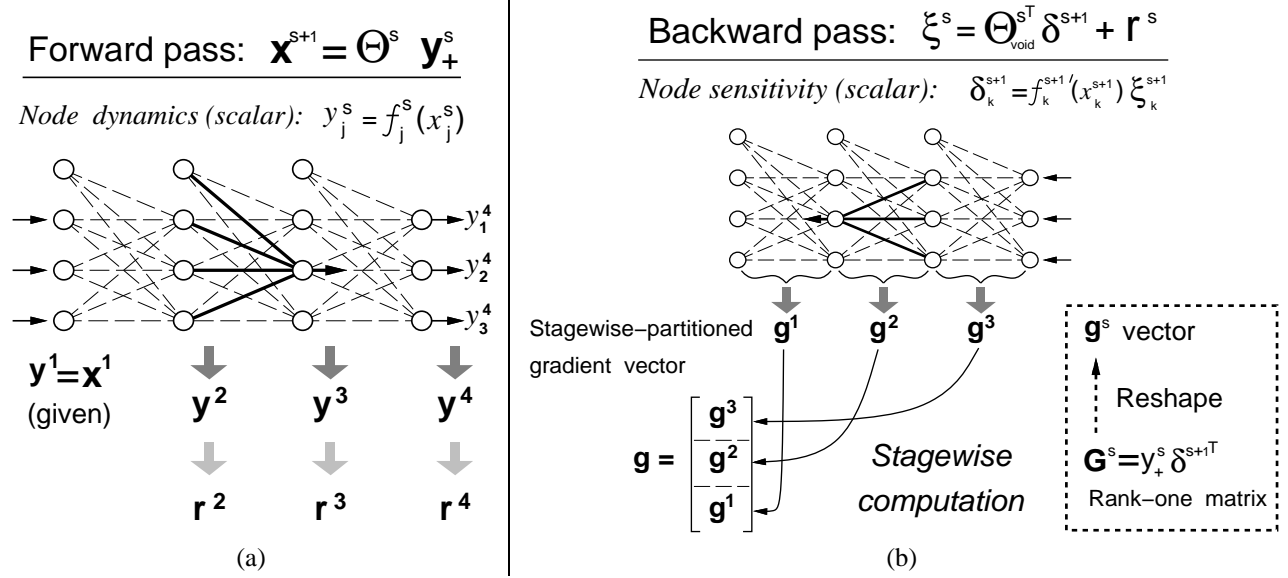 Forward pass: x^{s+1} = Θ^s y_+^s
Node dynamics (scalar): y_j^s = f_j^s(x_j^s)
y_1^4
y_2^4
y_3^4
y^1=x^1
(given)
y^2 y^3 y^4
r^2 r^3 r^4
(a)
Backward pass: ξ^s = Θ_{void}^{s^T} δ^{s+1} + r^s
Node sensitivity (scalar): δ_k^{s+1} = f_k^{s+1}′(x_k^{s+1}) ξ_k^{s+1}
Stagewise−partitioned
gradient vector
g^1 g^2 g^3
g =
g^3
g^2
g^1
Stagewise
computation
g^s vector
Reshape
G^s = y_+^s δ^{s+1^T}
Rank−one matrix
(b)